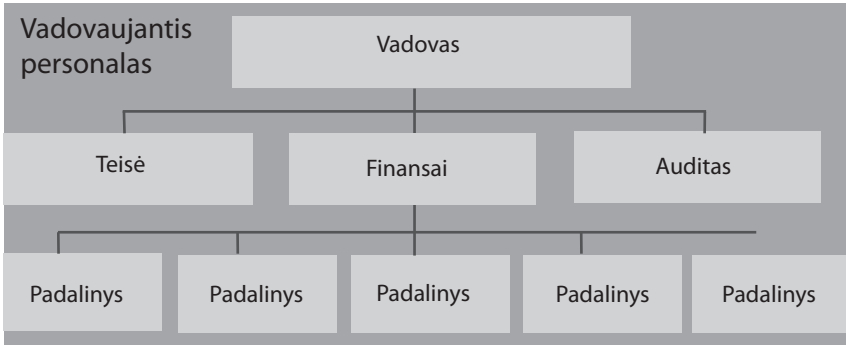 Vadovaujantis
personalas
Vadovas
Teisė
Finansai
Auditas
Padalinys
Padalinys
Padalinys
Padalinys
Padalinys